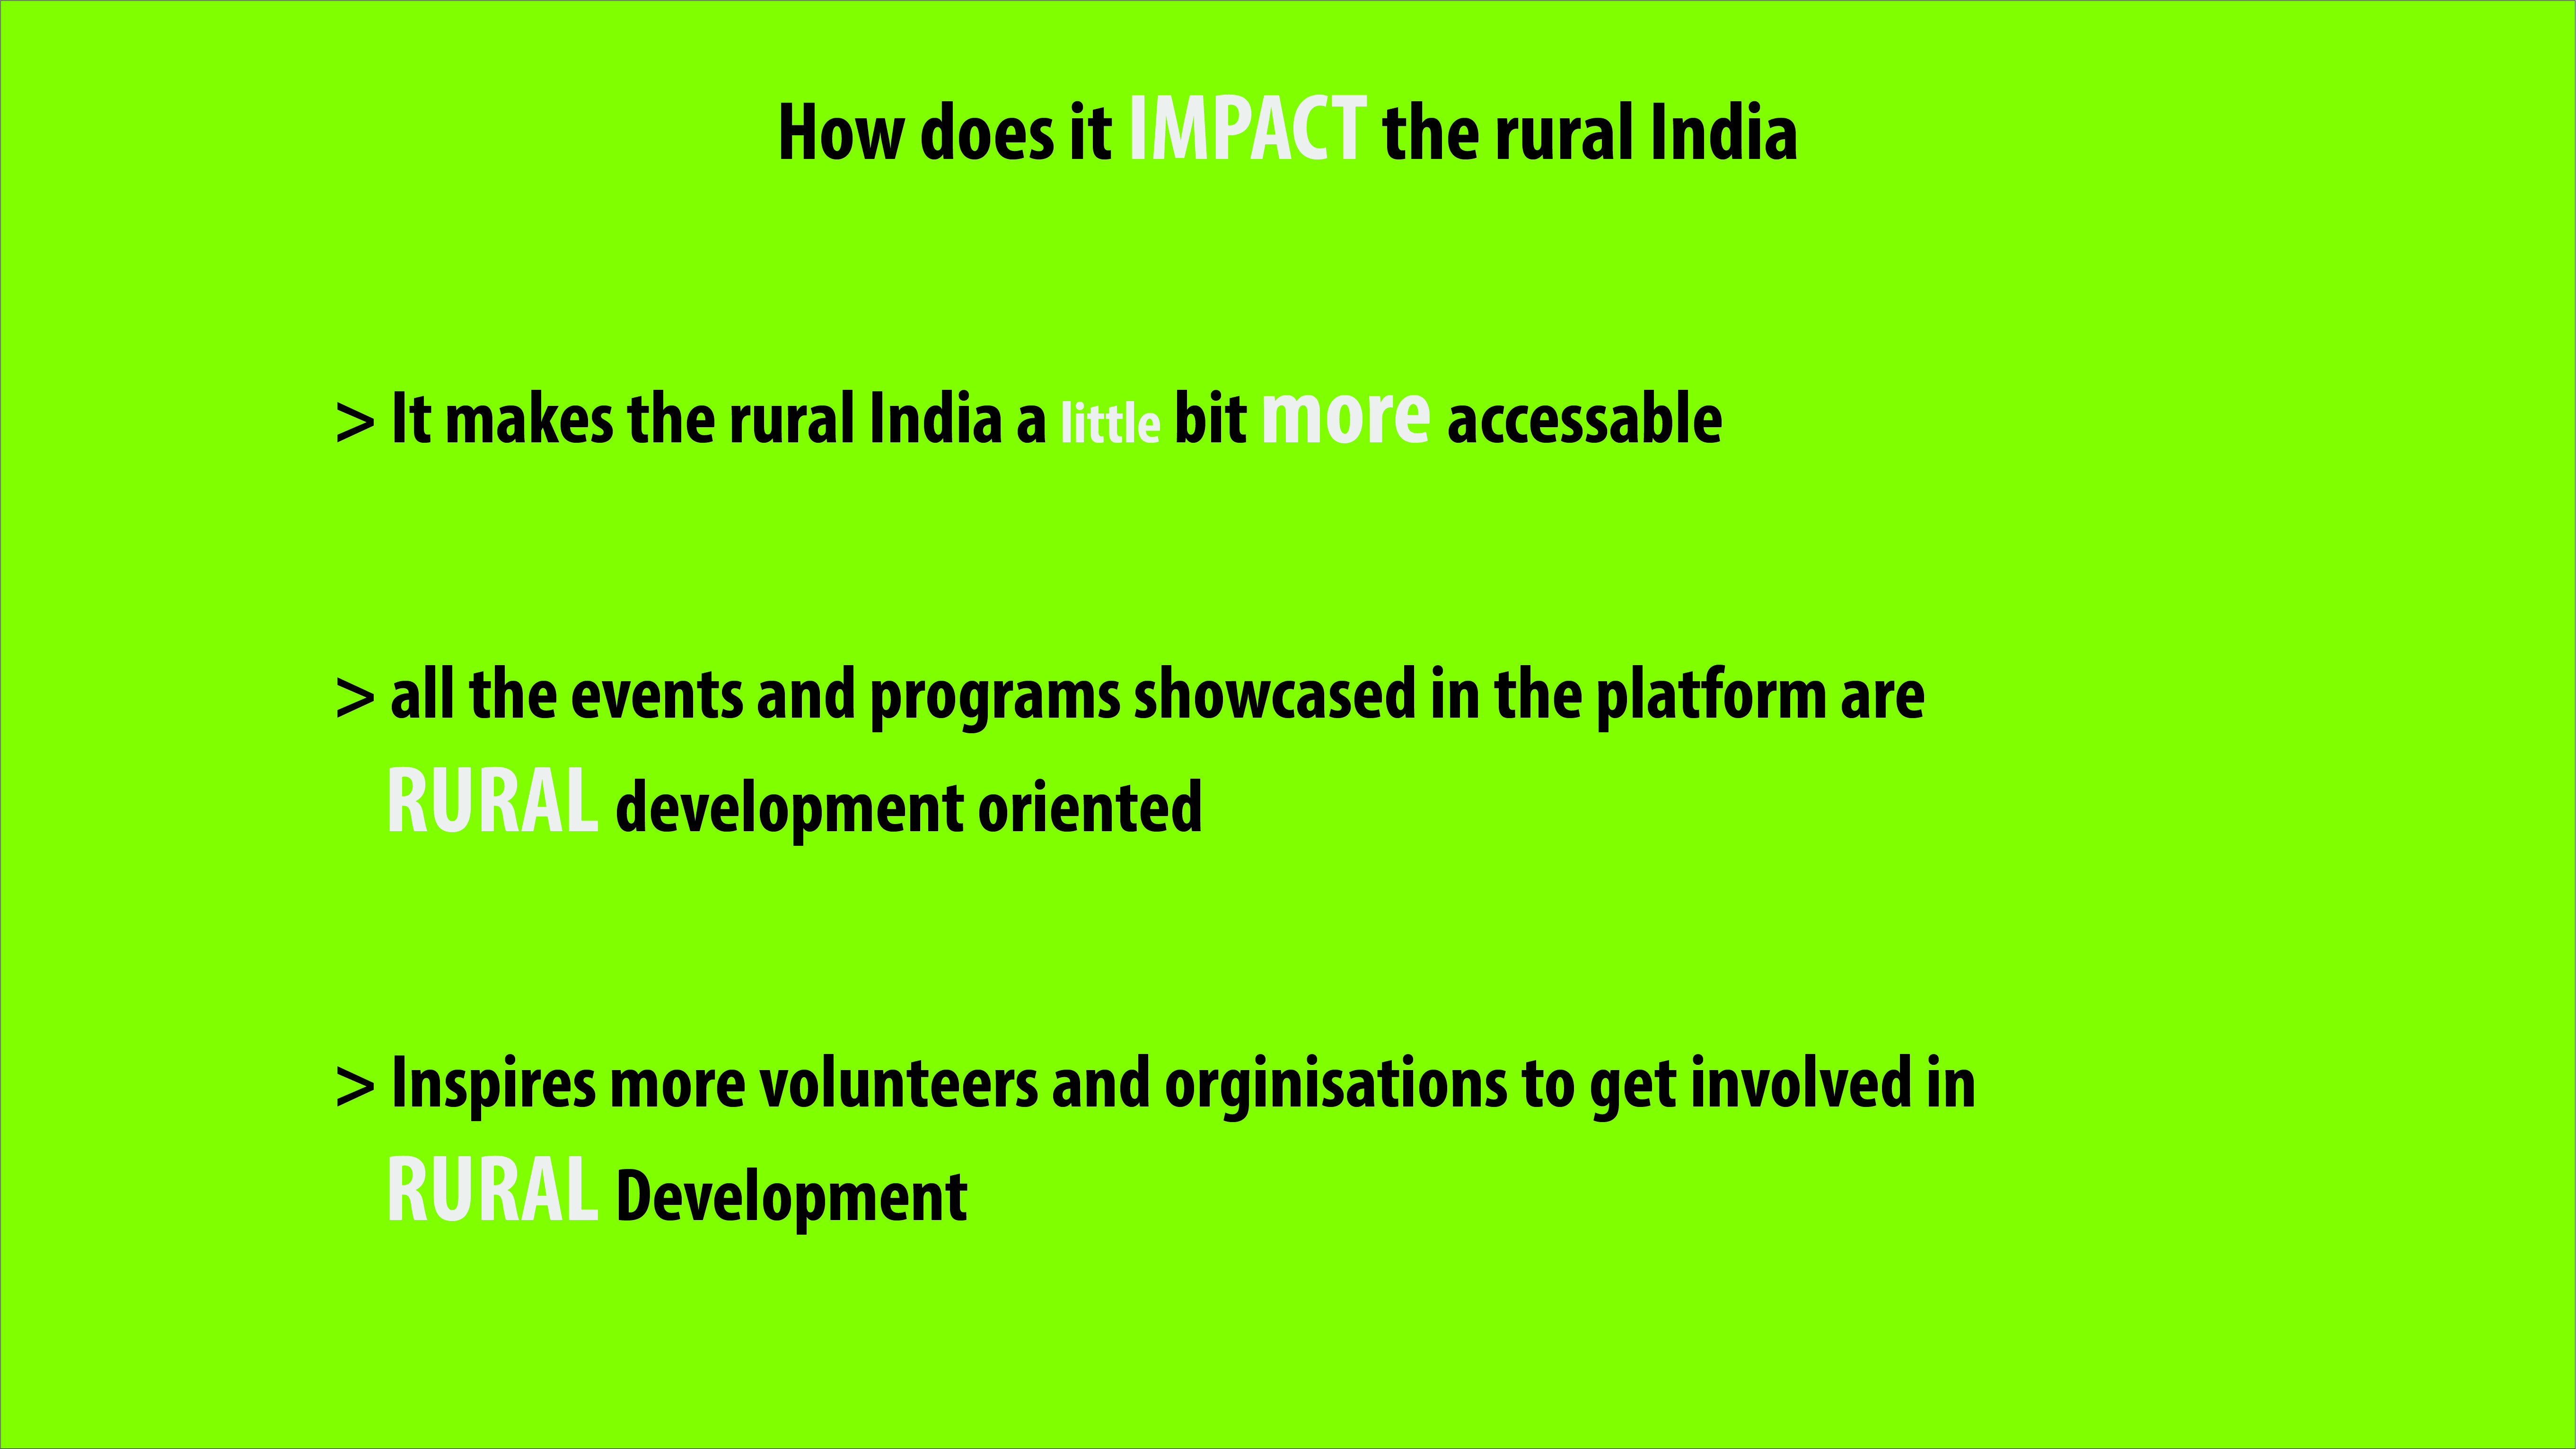 How does it IMPACT the rural India
> It makes the rural India a little bit more accessable
> all the events and programs showcased in the platform are
RURAL development oriented
> Inspires more volunteers and orginisations to get involved in
RURAL Development